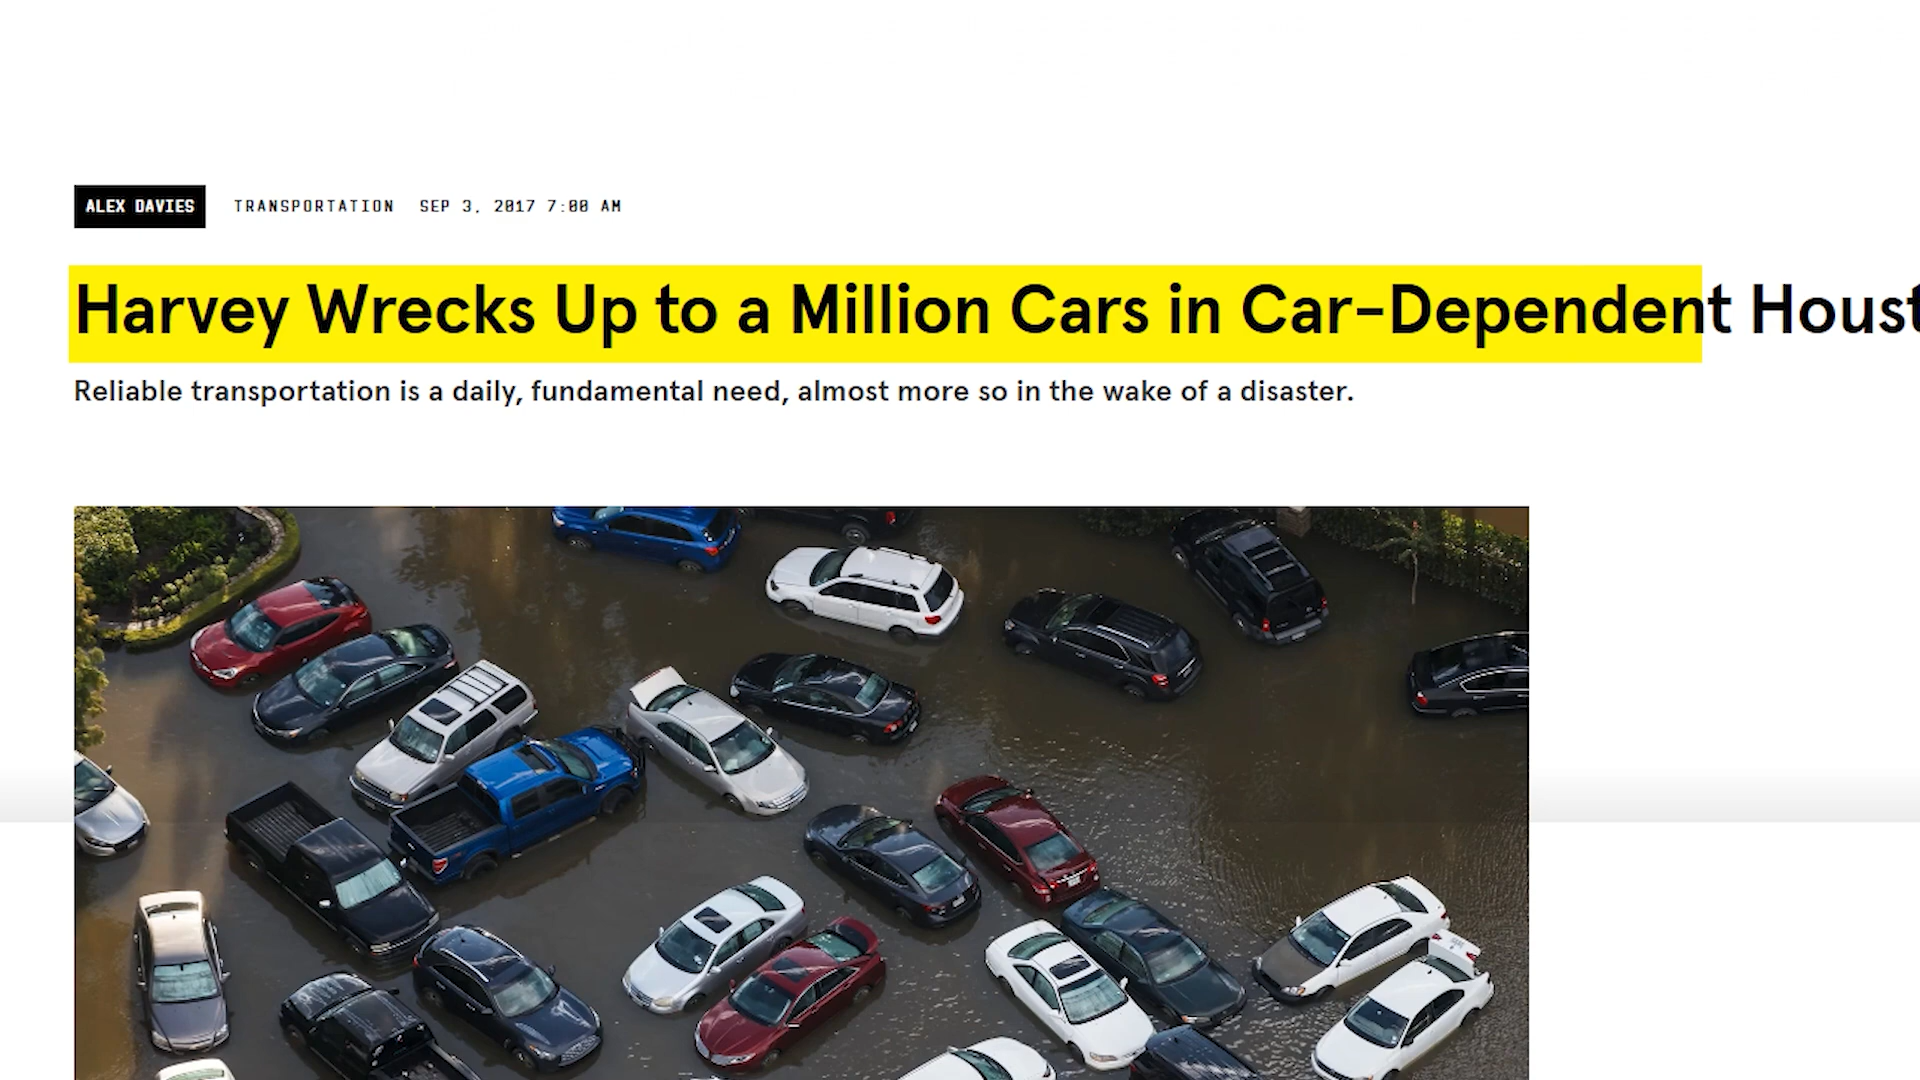 ALEX DAVIES TRANSPORTATION SEP 3, 2017 7:00 AM
Harvey Wrecks Up to a Million Cars in Car-Dependent Houst
Reliable transportation is a daily, fundamental need, almost more so in the wake of a disaster.